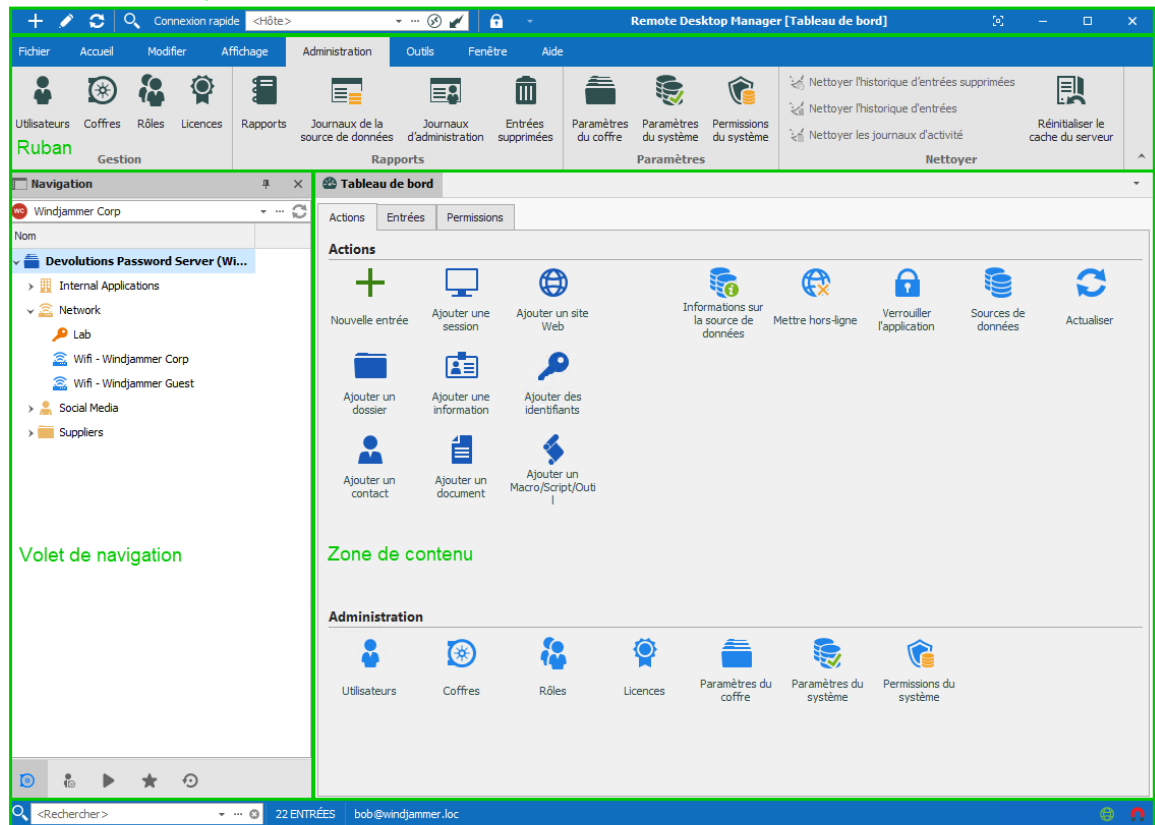 Connexion rapide <Hôte> Remote Desktop Manager [Tableau de bord]
Fichier Accueil Modifier Affichage Administration Outils Fenêtre Aide
Utilisateurs Coffres Rôles Licences Rapports
Journaux de la source de données
Journaux d'administration
Entrées supprimées
Paramètres du coffre
Paramètres du système
Permissions du système
Nettoyer l'historique d'entrées supprimées
Nettoyer l'historique d'entrées
Nettoyer les journaux d'activité
Réinitialiser le cache du serveur
Ruban
Gestion Rapports Paramètres Nettoyer
Navigation
WC Windjammer Corp
Nom
Devolutions Password Server (Wi...
Internal Applications
Network
Lab
Wifi - Windjammer Corp
Wifi - Windjammer Guest
Social Media
Suppliers
Volet de navigation
Tableau de bord
Actions Entrées Permissions
Actions
Nouvelle entrée
Ajouter une
session
Ajouter un site
Web
Informations sur
la source de
données
Mettre hors-ligne
Verrouiller
l'application
Sources de
données
Actualiser
Ajouter un
dossier
Ajouter une
information
Ajouter des
identifiants
Ajouter un
contact
Ajouter un
document
Ajouter un
Macro/Script/Outi
l
Zone de contenu
Administration
Utilisateurs
Coffres
Rôles
Licences
Paramètres du
coffre
Paramètres du
système
Permissions du
système
<Rechercher> 22 ENTRÉES bob@windjammer.loc